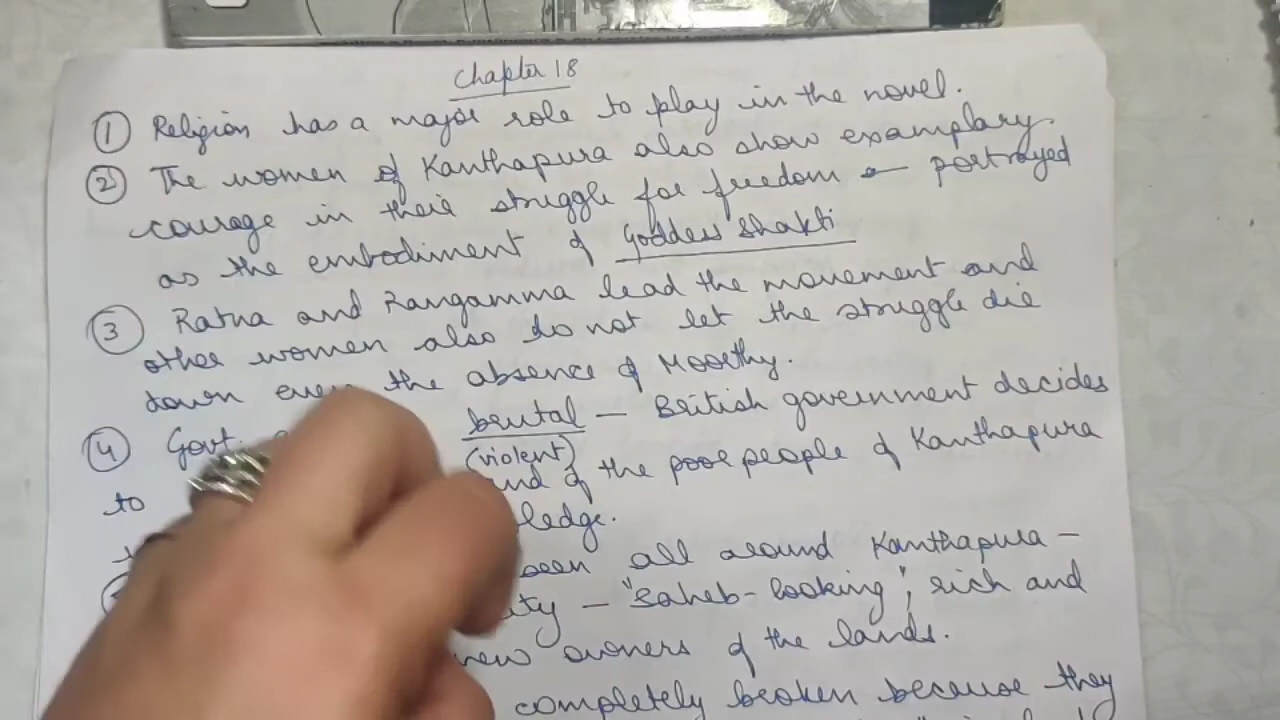 Chapter 18
① Religion has a major role to play in the novel.
② The women of Kanthapura also show examplary
courage in their struggle for freedom — portrayed
as the embodiment of Goddess Shakti
③ Ratna and Rangamma lead the movement and
other women also do not let the struggle die
down even the absence of Moorthy.
④ Govt. brutal — British government decides
(violent)
to of the poor people of Kanthapura
all around Kanthapura —
— "Saheb-looking", rich and
new owners of the lands.
completely broken because they